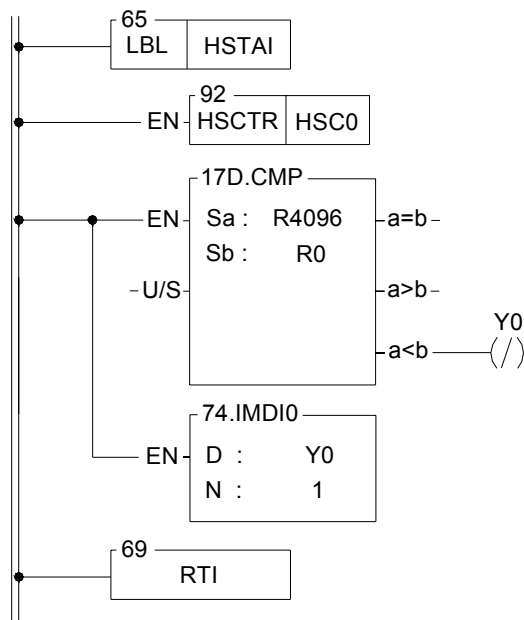 65
LBL HSTAI
92
EN HSCTR HSC0
17D.CMP
EN Sa : R4096 a=b
Sb : R0
U/S a>b
Y0
a<b (/)
74.IMDI0
EN D : Y0
N : 1
69
RTI